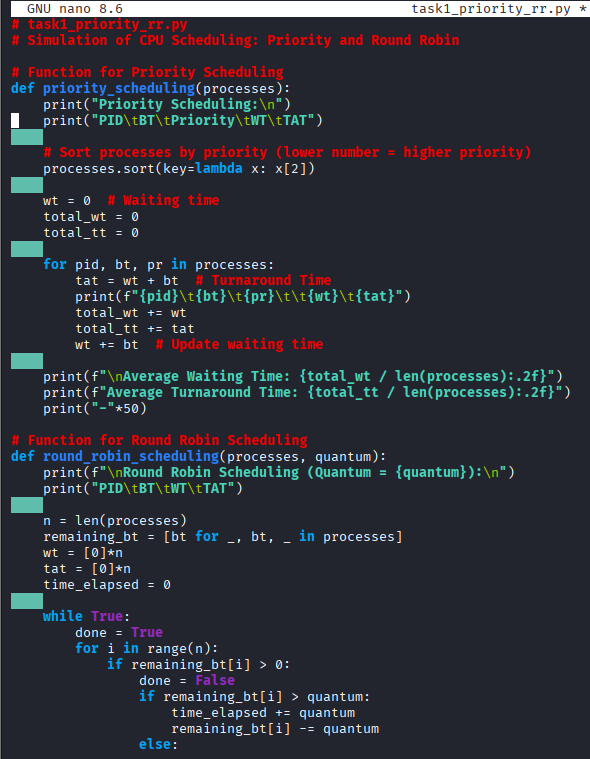 GNU nano 8.6 task1_priority_rr.py *
# task1_priority_rr.py
# Simulation of CPU Scheduling: Priority and Round Robin

# Function for Priority Scheduling
def priority_scheduling(processes):
    print("Priority Scheduling:\n")
    print("PID\tBT\tPriority\tWT\tTAT")

    # Sort processes by priority (lower number = higher priority)
    processes.sort(key=lambda x: x[2])

    wt = 0  # Waiting time
    total_wt = 0
    total_tt = 0

    for pid, bt, pr in processes:
        tat = wt + bt  # Turnaround Time
        print(f"{pid}\t{bt}\t{pr}\t\t{wt}\t{tat}")
        total_wt += wt
        total_tt += tat
        wt += bt  # Update waiting time

    print(f"\nAverage Waiting Time: {total_wt / len(processes):.2f}")
    print(f"Average Turnaround Time: {total_tt / len(processes):.2f}")
    print("-"*50)

# Function for Round Robin Scheduling
def round_robin_scheduling(processes, quantum):
    print(f"\nRound Robin Scheduling (Quantum = {quantum}):\n")
    print("PID\tBT\tWT\tTAT")

    n = len(processes)
    remaining_bt = [bt for _, bt, _ in processes]
    wt = [0]*n
    tat = [0]*n
    time_elapsed = 0

    while True:
        done = True
        for i in range(n):
            if remaining_bt[i] > 0:
                done = False
                if remaining_bt[i] > quantum:
                    time_elapsed += quantum
                    remaining_bt[i] -= quantum
                else: